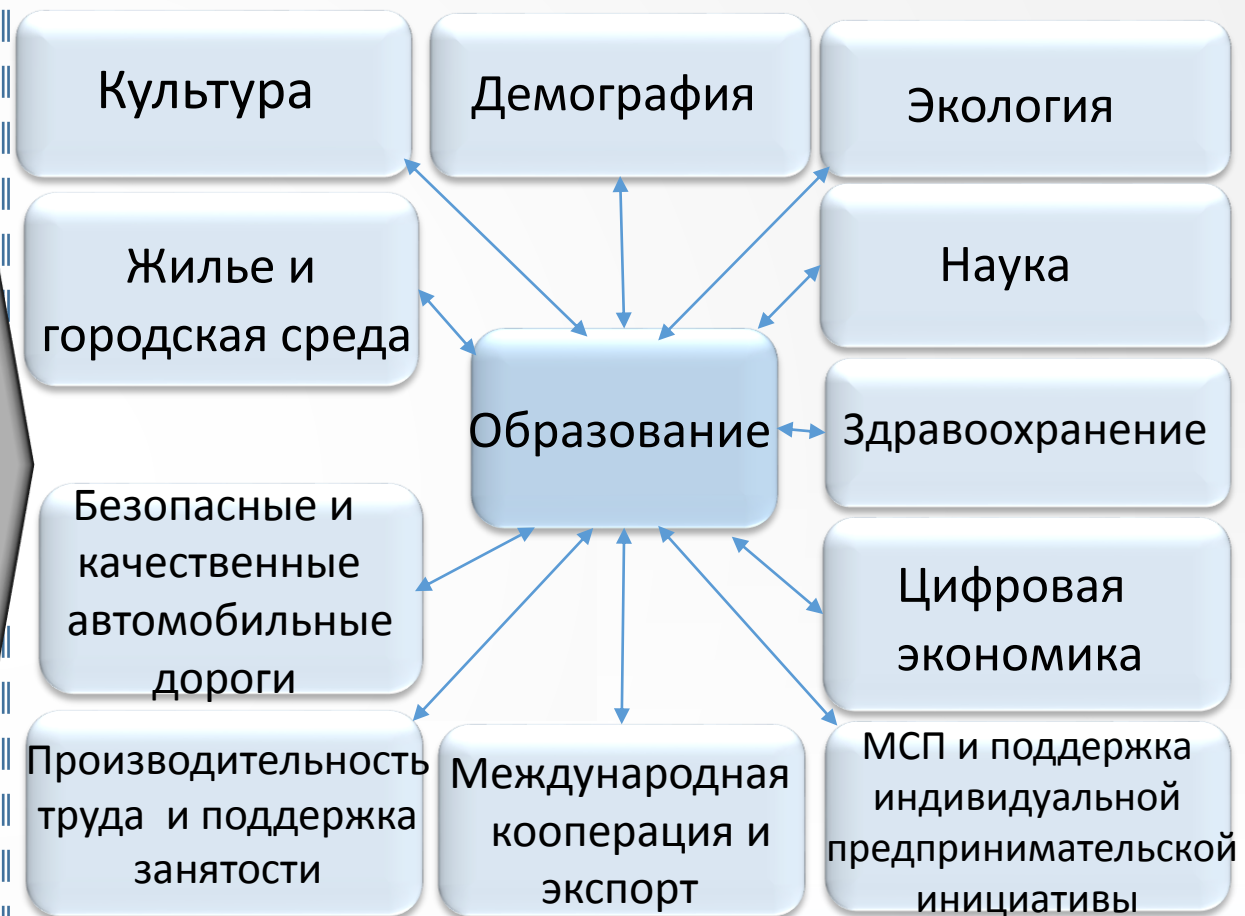 Культура
Демография
Экология
Жилье и
городская среда
Наука
Образование
Здравоохранение
Безопасные и
качественные
автомобильные
дороги
Цифровая
экономика
Производительность
труда и поддержка
занятости
Международная
кооперация и
экспорт
МСП и поддержка
индивидуальной
предпринимательской
инициативы